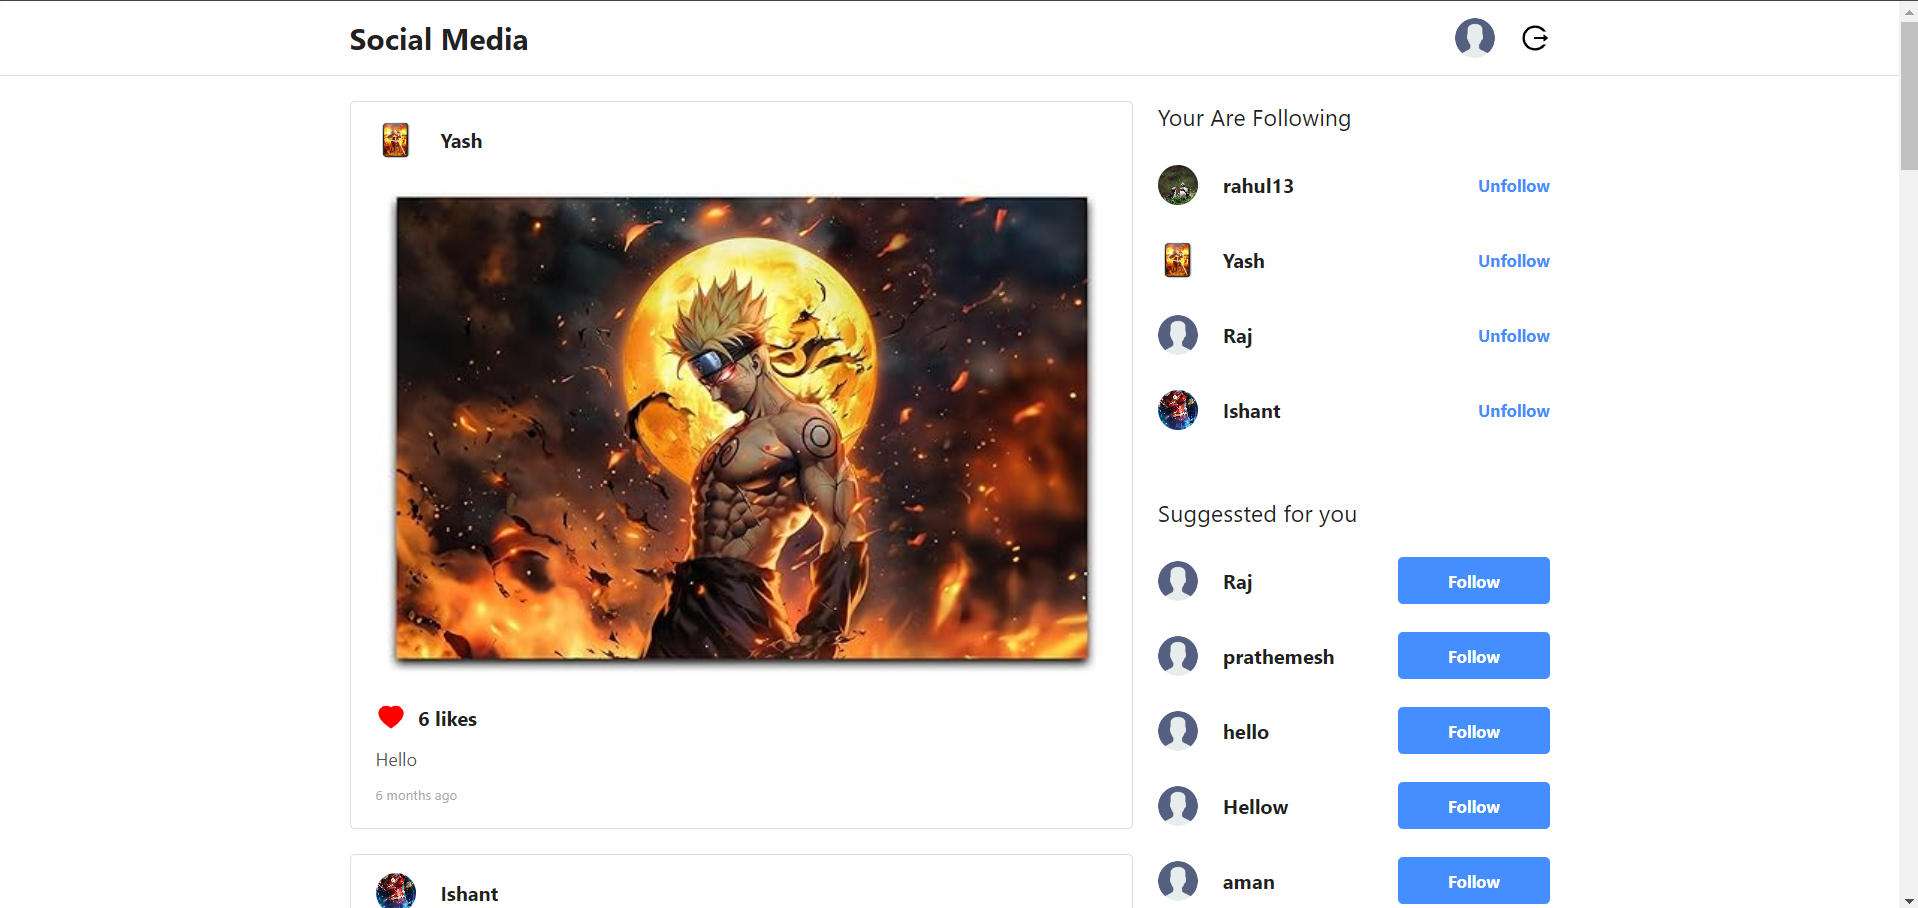 Social Media
Yash
6 likes
Hello
6 months ago
Ishant
Your Are Following
rahul13 Unfollow
Yash Unfollow
Raj Unfollow
Ishant Unfollow
Suggessted for you
Raj Follow
prathemesh Follow
hello Follow
Hellow Follow
aman Follow